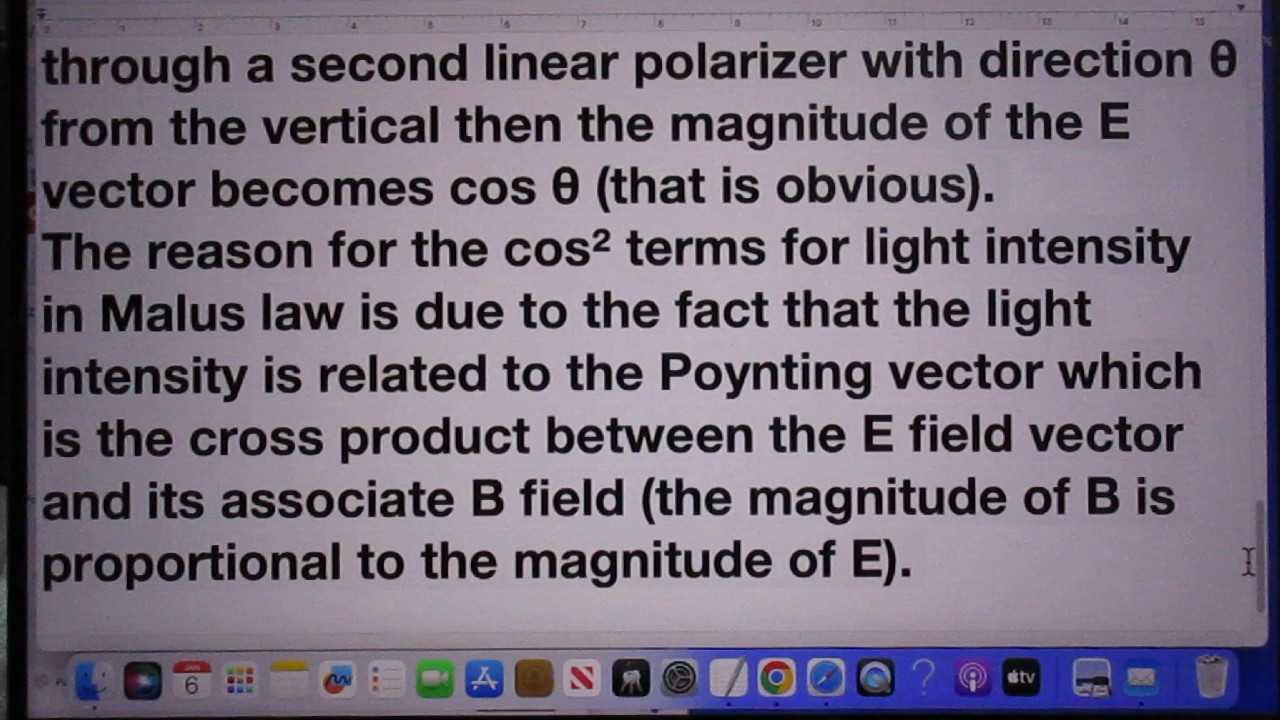 through a second linear polarizer with direction θ
from the vertical then the magnitude of the E
vector becomes cos θ (that is obvious).
The reason for the cos² terms for light intensity
in Malus law is due to the fact that the light
intensity is related to the Poynting vector which
is the cross product between the E field vector
and its associate B field (the magnitude of B is
proportional to the magnitude of E).
JAN
6
tv